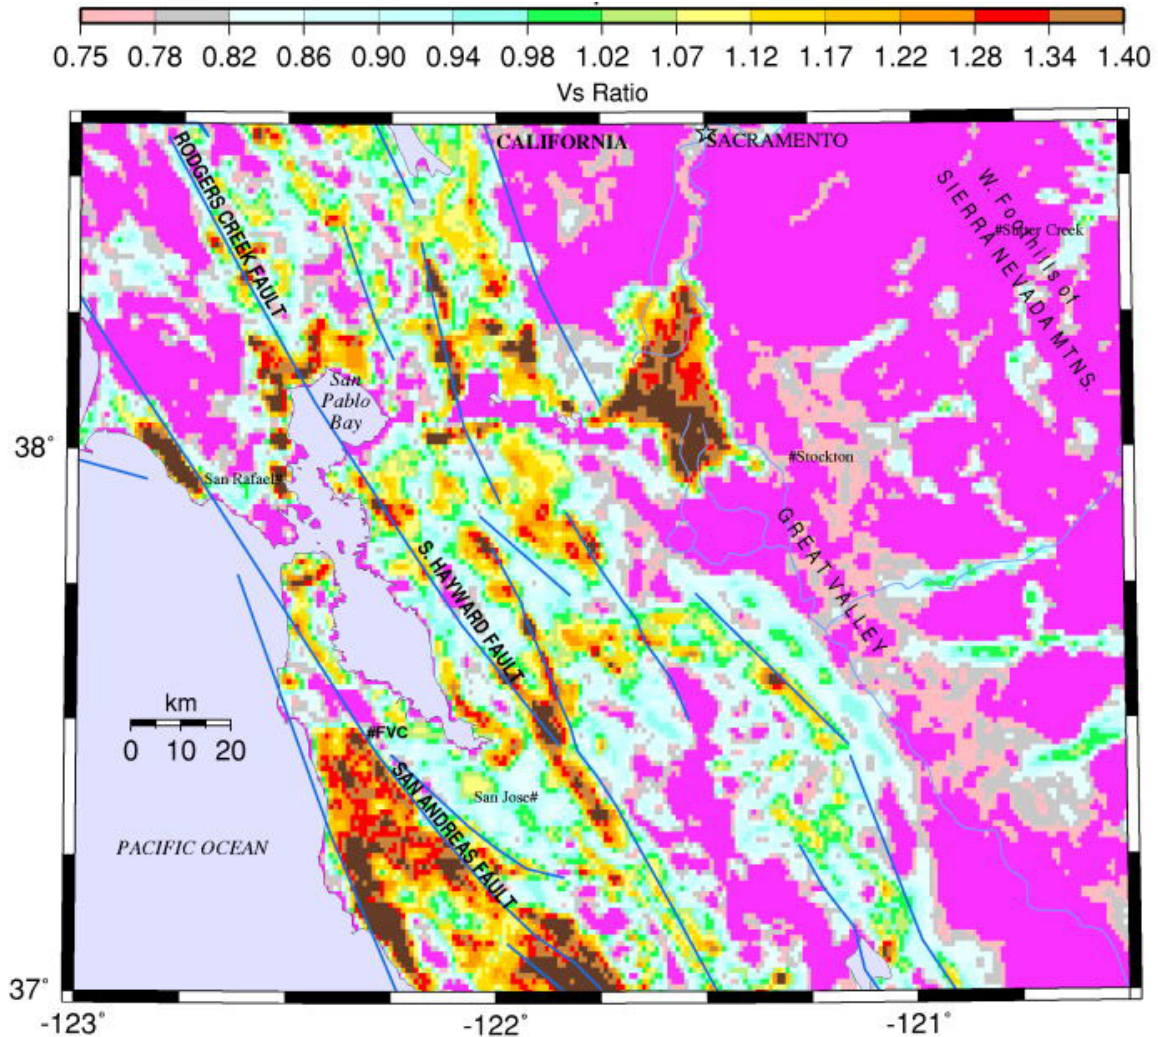 0.75 0.78 0.82 0.86 0.90 0.94 0.98 1.02 1.07 1.12 1.17 1.22 1.28 1.34 1.40
Vs Ratio
CALIFORNIA
SACRAMENTO
RODGERS CREEK FAULT
W. Foothills of
SIERRA NEVADA MTNS.
#Sutter Creek
San
Pablo
Bay
38°
San Rafael#
#Stockton
GREAT VALLEY
S. HAYWARD FAULT
km
0 10 20
#FVC
SAN ANDREAS FAULT
San Jose#
PACIFIC OCEAN
37°
-123° -122° -121°